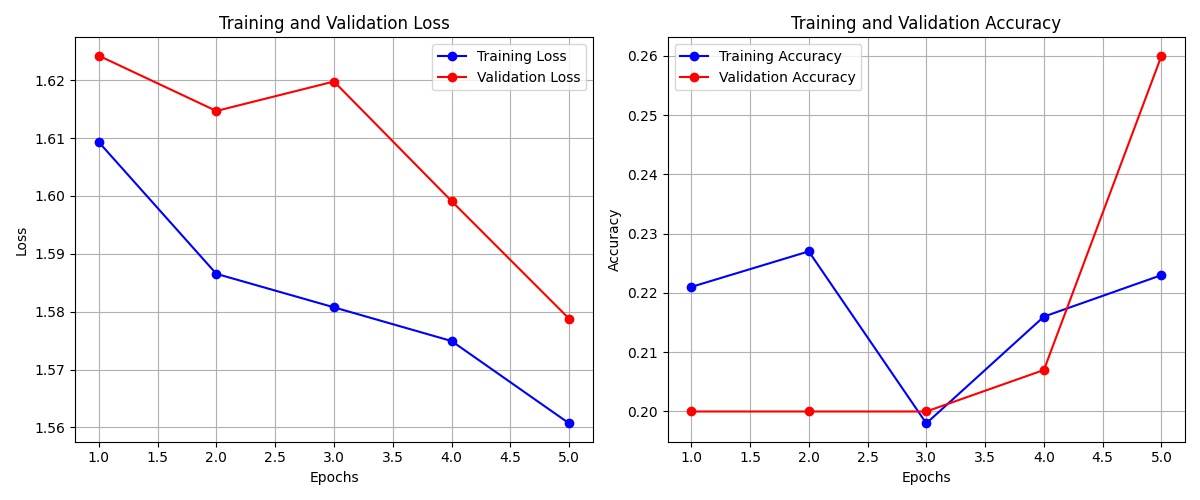 Training and Validation Loss
Training Loss
Validation Loss
1.62
1.61
1.60
1.59
1.58
1.57
1.56
Loss
1.0 1.5 2.0 2.5 3.0 3.5 4.0 4.5 5.0
Epochs
Training and Validation Accuracy
Training Accuracy
Validation Accuracy
0.26
0.25
0.24
0.23
0.22
0.21
0.20
Accuracy
1.0 1.5 2.0 2.5 3.0 3.5 4.0 4.5 5.0
Epochs